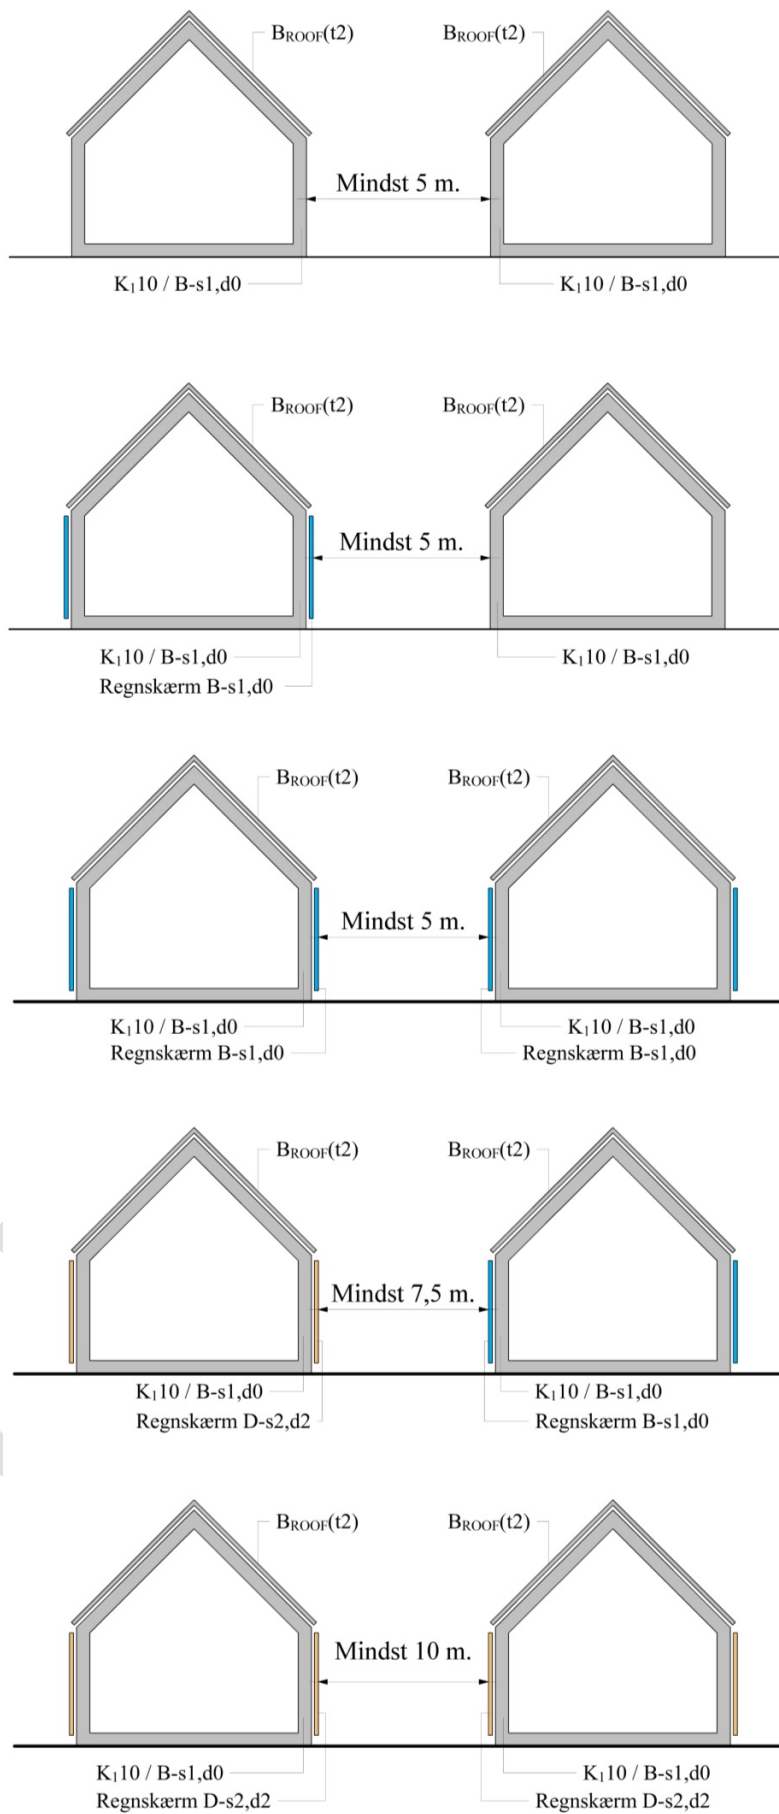 BROOF(t2)
BROOF(t2)
Mindst 5 m.
K₁10 / B-s1,d0
K₁10 / B-s1,d0
BROOF(t2)
BROOF(t2)
Mindst 5 m.
K₁10 / B-s1,d0
Regnskærm B-s1,d0
K₁10 / B-s1,d0
BROOF(t2)
BROOF(t2)
Mindst 5 m.
K₁10 / B-s1,d0
Regnskærm B-s1,d0
K₁10 / B-s1,d0
Regnskærm B-s1,d0
BROOF(t2)
BROOF(t2)
Mindst 7,5 m.
K₁10 / B-s1,d0
Regnskærm D-s2,d2
K₁10 / B-s1,d0
Regnskærm B-s1,d0
BROOF(t2)
BROOF(t2)
Mindst 10 m.
K₁10 / B-s1,d0
Regnskærm D-s2,d2
K₁10 / B-s1,d0
Regnskærm D-s2,d2